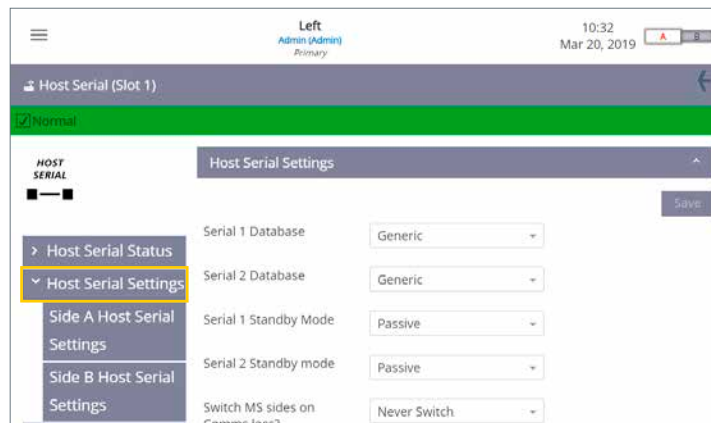 Left
Admin (Admin)
Primary
10:32
Mar 20, 2019
A
B
Host Serial (Slot 1)
Normal
HOST
SERIAL
Host Serial Settings
Save
> Host Serial Status
Host Serial Settings
Side A Host Serial
Settings
Side B Host Serial
Settings
Serial 1 Database
Generic
Serial 2 Database
Generic
Serial 1 Standby Mode
Passive
Serial 2 Standby mode
Passive
Switch MS sides on
Comms loss?
Never Switch